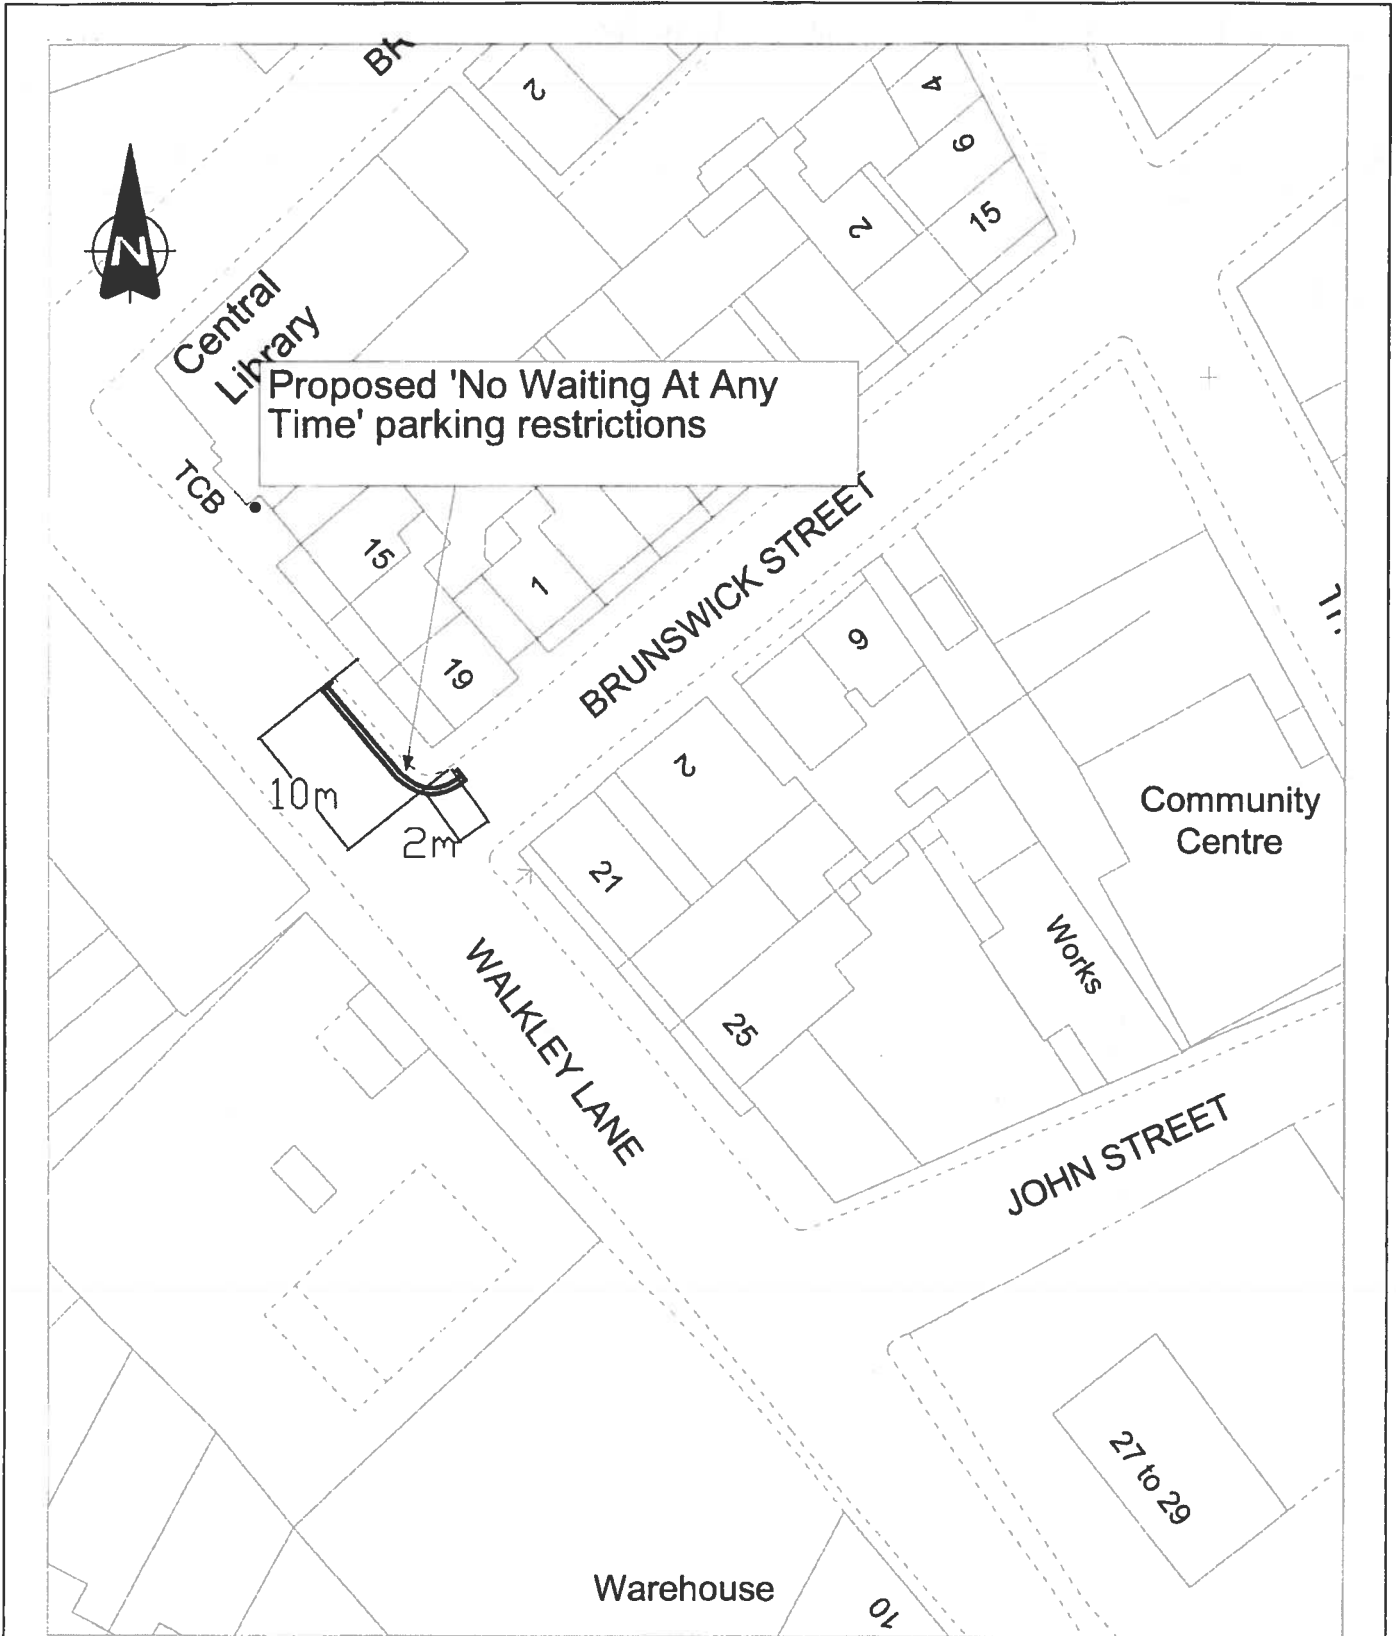 2
4
6
15
2
N
Central
Library
Proposed 'No Waiting At Any
Time' parking restrictions
TCB
15
1
19
BRUNSWICK STREET
6
2
10m
2m
21
Community
Centre
WALKLEY LANE
Works
25
JOHN STREET
27 to 29
Warehouse
10